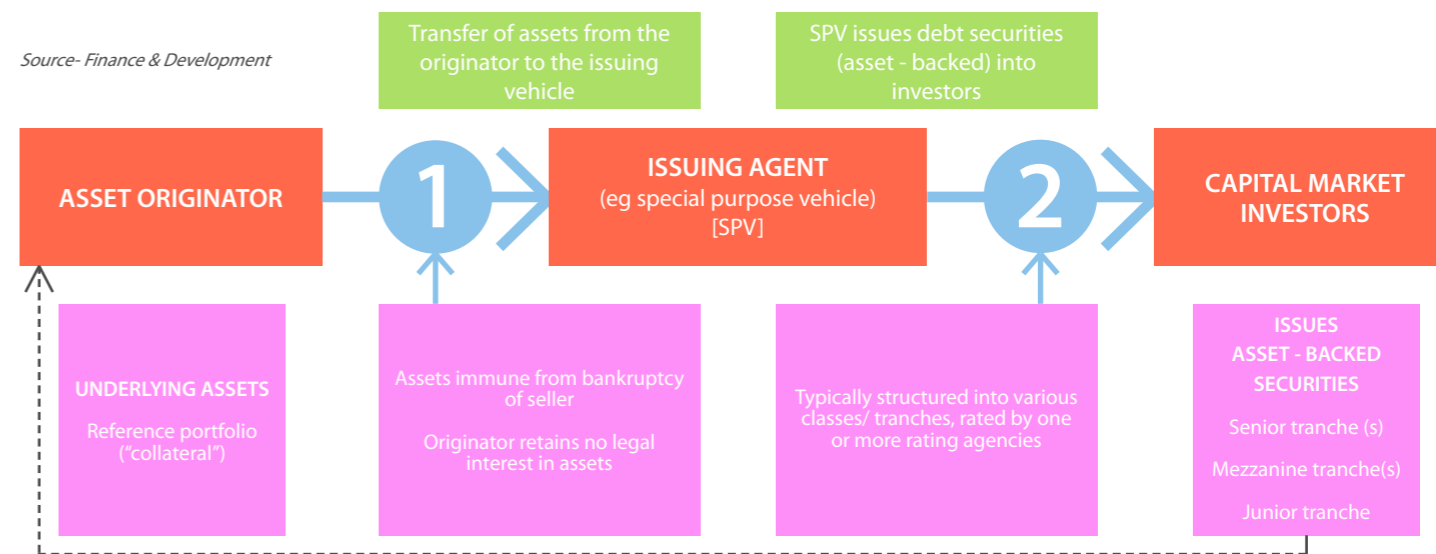 Source- Finance & Development
Transfer of assets from the
originator to the issuing
vehicle
SPV issues debt securities
(asset - backed) into
investors
ASSET ORIGINATOR
1
ISSUING AGENT
(eg special purpose vehicle)
[SPV]
2
CAPITAL MARKET
INVESTORS
UNDERLYING ASSETS
Reference portfolio
(“collateral”)
Assets immune from bankruptcy
of seller
Originator retains no legal
interest in assets
Typically structured into various
classes/ tranches, rated by one
or more rating agencies
ISSUES
ASSET - BACKED
SECURITIES
Senior tranche (s)
Mezzanine tranche(s)
Junior tranche